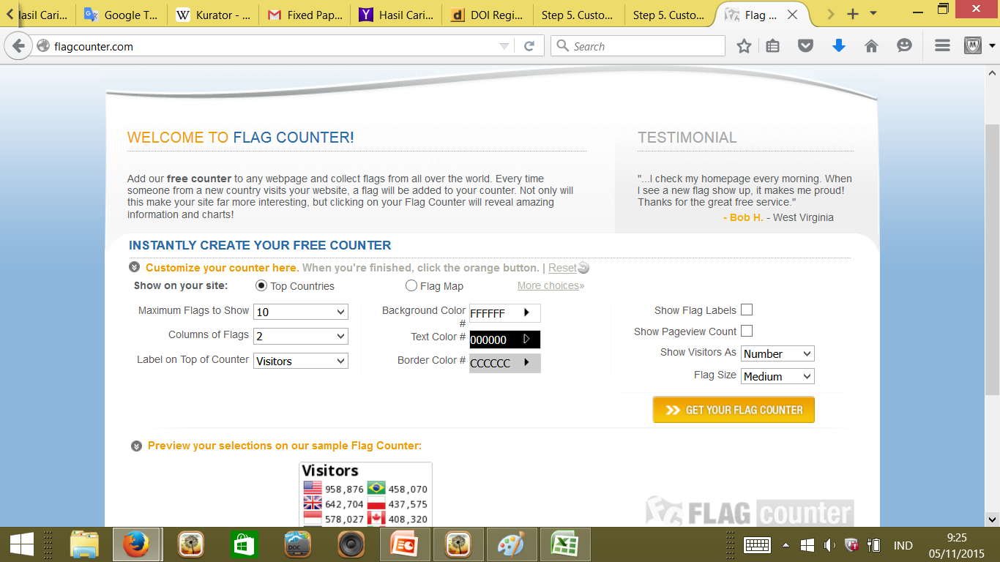 Hasil Cari... Google T... Kurator - ... Fixed Pap... Hasil Cari... DOI Regi... Step 5. Custo... Step 5. Custo... Flag ...
flagcounter.com Search
WELCOME TO FLAG COUNTER!
Add our free counter to any webpage and collect flags from all over the world. Every time
someone from a new country visits your website, a flag will be added to your counter. Not only will
this make your site far more interesting, but clicking on your Flag Counter will reveal amazing
information and charts!
TESTIMONIAL
"...I check my homepage every morning. When
I see a new flag show up, it makes me proud!
Thanks for the great free service."
- Bob H. - West Virginia
INSTANTLY CREATE YOUR FREE COUNTER
Customize your counter here. When you're finished, click the orange button. | Reset
Show on your site: Top Countries Flag Map More choices»
Maximum Flags to Show 10
Columns of Flags 2
Label on Top of Counter Visitors
Background Color
# FFFFFF
Text Color # 000000
Border Color # CCCCCC
Show Flag Labels
Show Pageview Count
Show Visitors As Number
Flag Size Medium
GET YOUR FLAG COUNTER
Preview your selections on our sample Flag Counter:
Visitors
958,876 458,070
642,704 437,575
578,027 408,320
FLAG counter
DOC
IND
9:25
05/11/2015